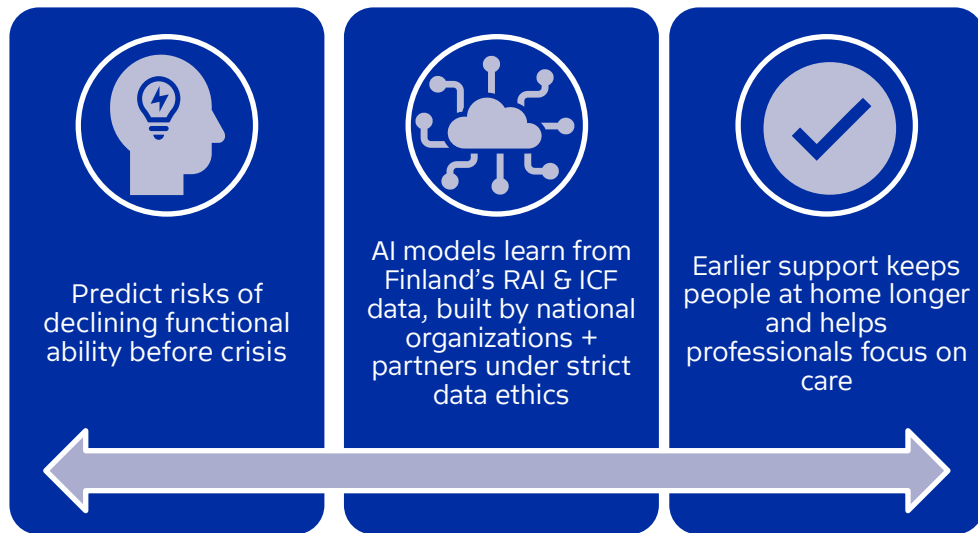 Predict risks of
declining functional
ability before crisis
AI models learn from
Finland’s RAI & ICF
data, built by national
organizations +
partners under strict
data ethics
Earlier support keeps
people at home longer
and helps
professionals focus on
care